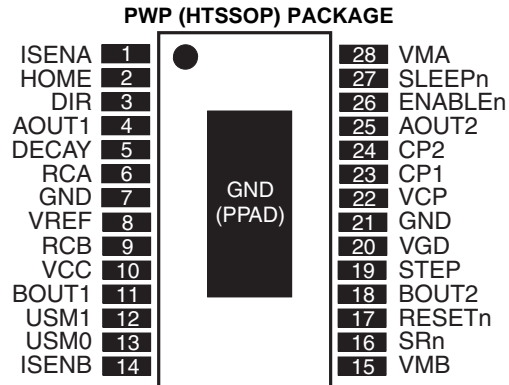 PWP (HTSSOP) PACKAGE
ISENA 1 28 VMA
HOME 2 27 SLEEPn
DIR 3 26 ENABLEn
AOUT1 4 25 AOUT2
DECAY 5 24 CP2
RCA 6 23 CP1
GND 7 22 VCP
VREF 8 21 GND
RCB 9 20 VGD
VCC 10 19 STEP
BOUT1 11 18 BOUT2
USM1 12 17 RESETn
USM0 13 16 SRn
ISENB 14 15 VMB
GND
(PPAD)